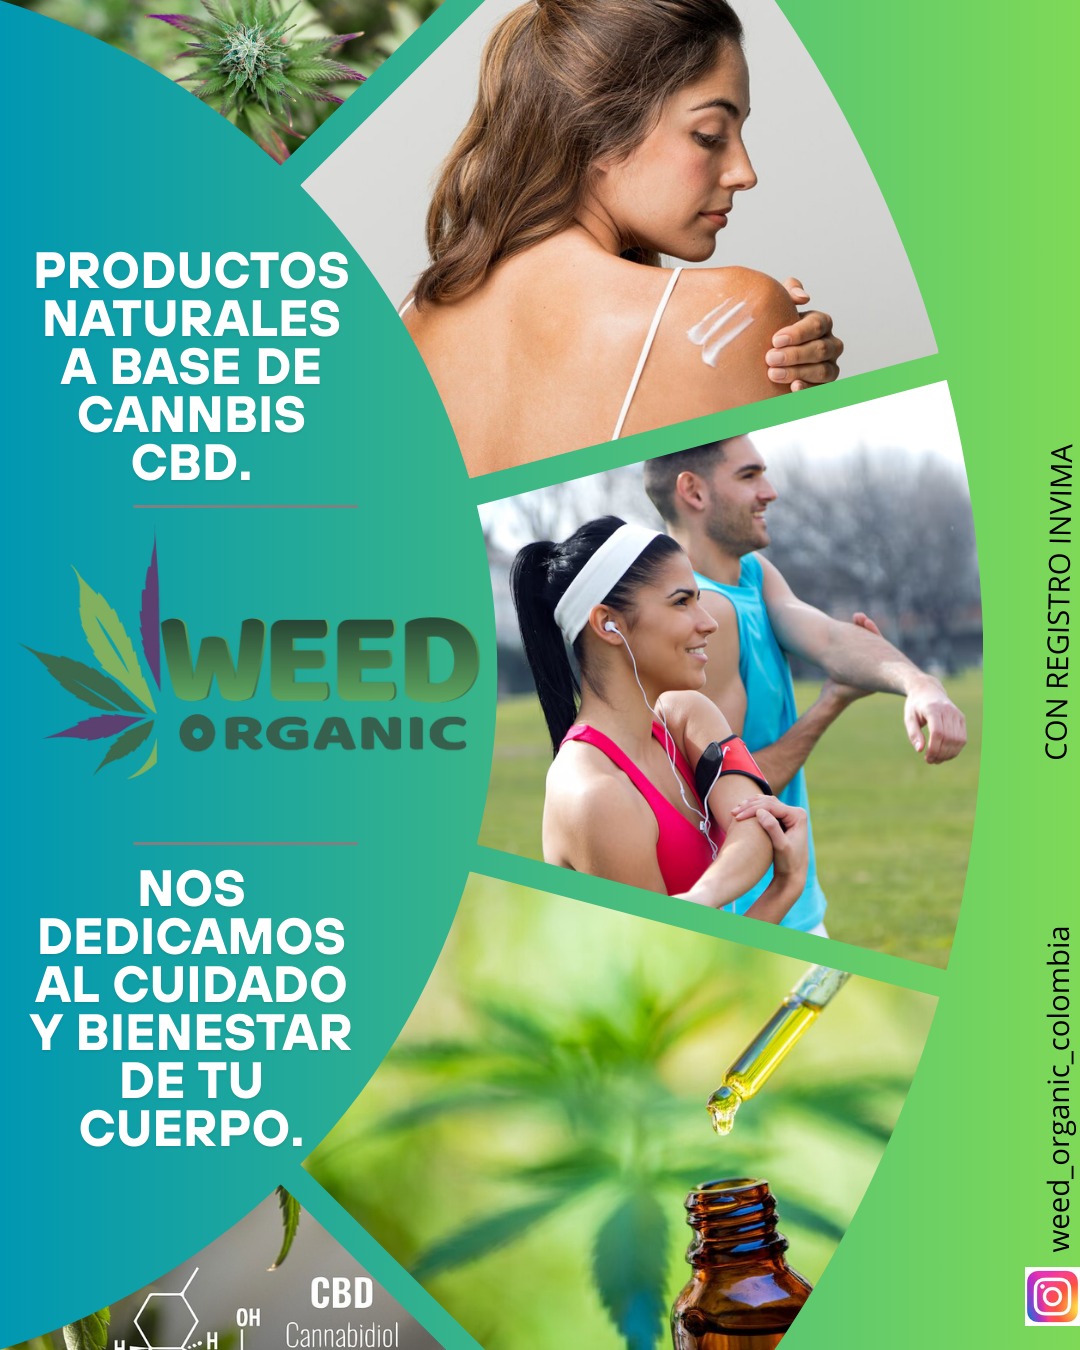 PRODUCTOS
NATURALES
A BASE DE
CANNBIS
CBD.
WEED
ORGANIC
NOS
DEDICAMOS
AL CUIDADO
Y BIENESTAR
DE TU
CUERPO.
CBD
Cannabidiol
OH
H
H
CON REGISTRO INVIMA
weed_organic_colombia